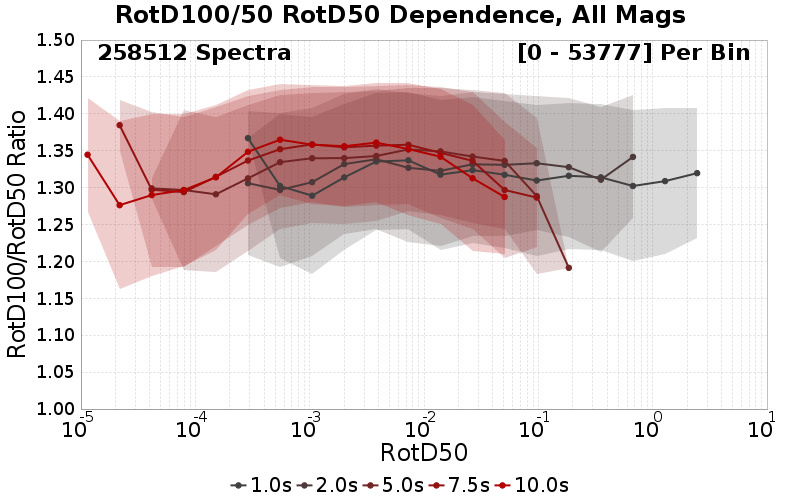 RotD100/50 RotD50 Dependence, All Mags
258512 Spectra [0 - 53777] Per Bin
RotD100/RotD50 Ratio
1.50
1.45
1.40
1.35
1.30
1.25
1.20
1.15
1.10
1.05
1.00
10^-5 10^-4 10^-3 10^-2 10^-1 10^0 10^1
RotD50
1.0s 2.0s 5.0s 7.5s 10.0s